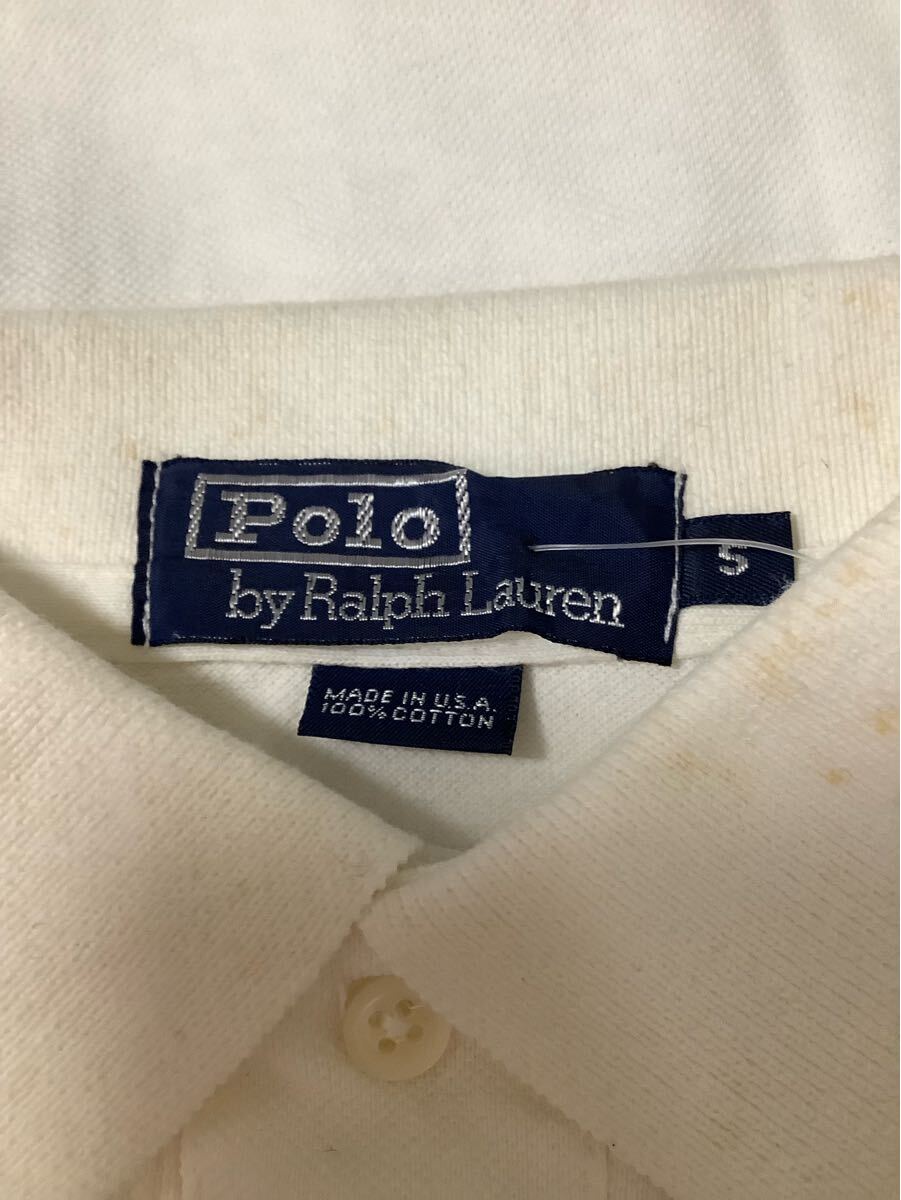 Polo
by Ralph Lauren
S
MADE IN U.S.A.
100% COTTON